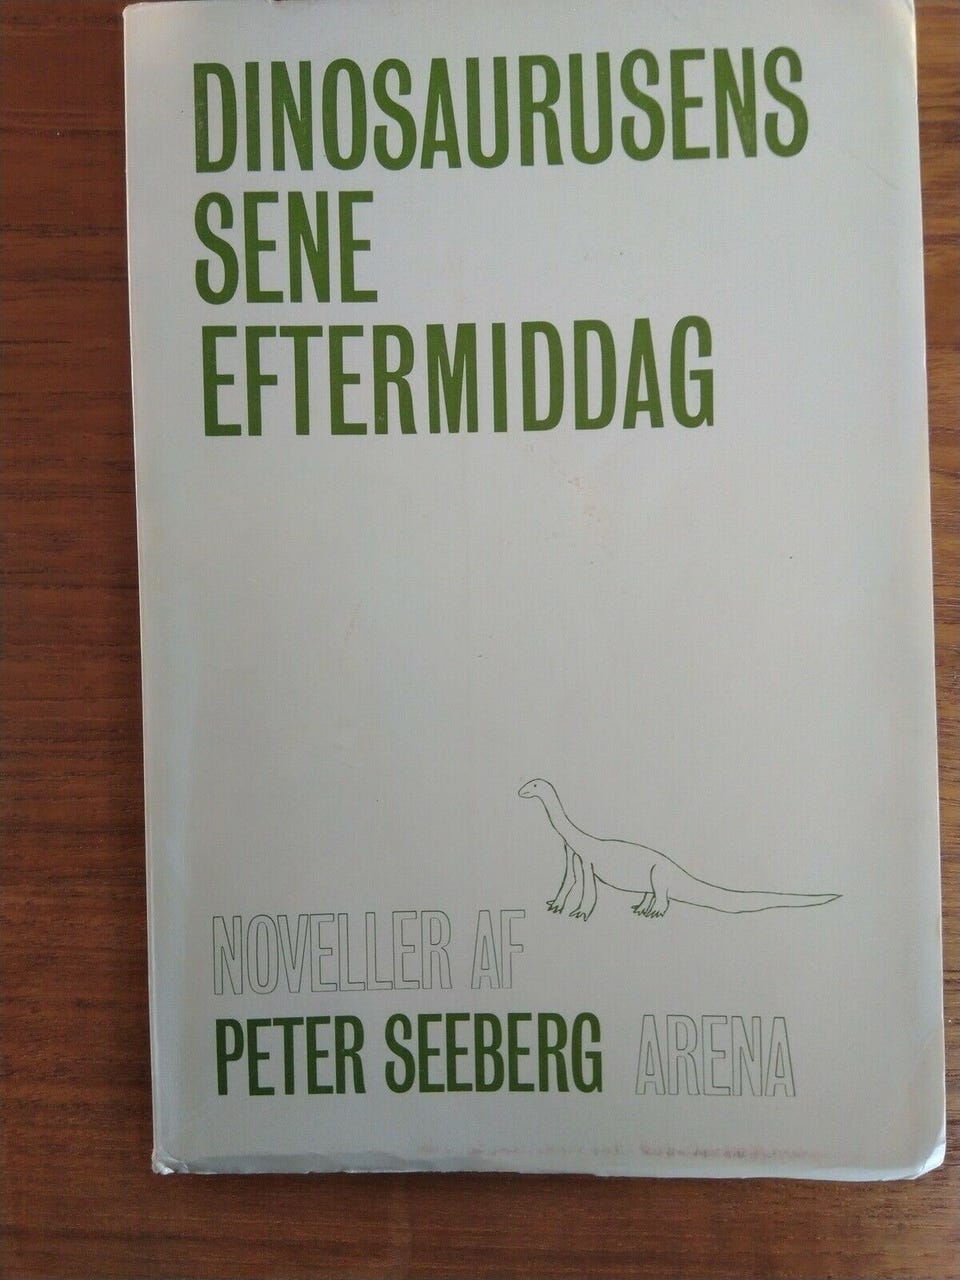 DINOSAURUSENS
SENE
EFTERMIDDAG
NOVELLER AF
PETER SEEBERG ARENA